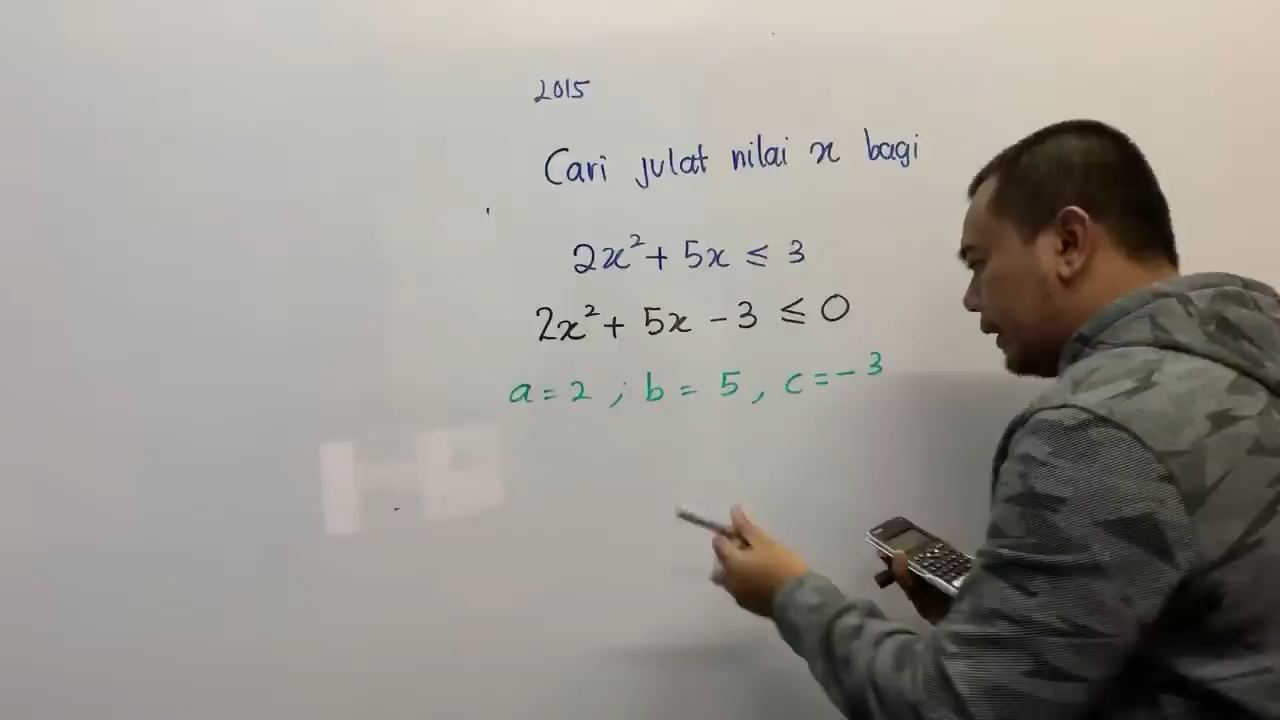 2015
Cari julat nilai x bagi
2x² + 5x ≤ 3
2x² + 5x - 3 ≤ 0
a = 2 ; b = 5 , c = - 3